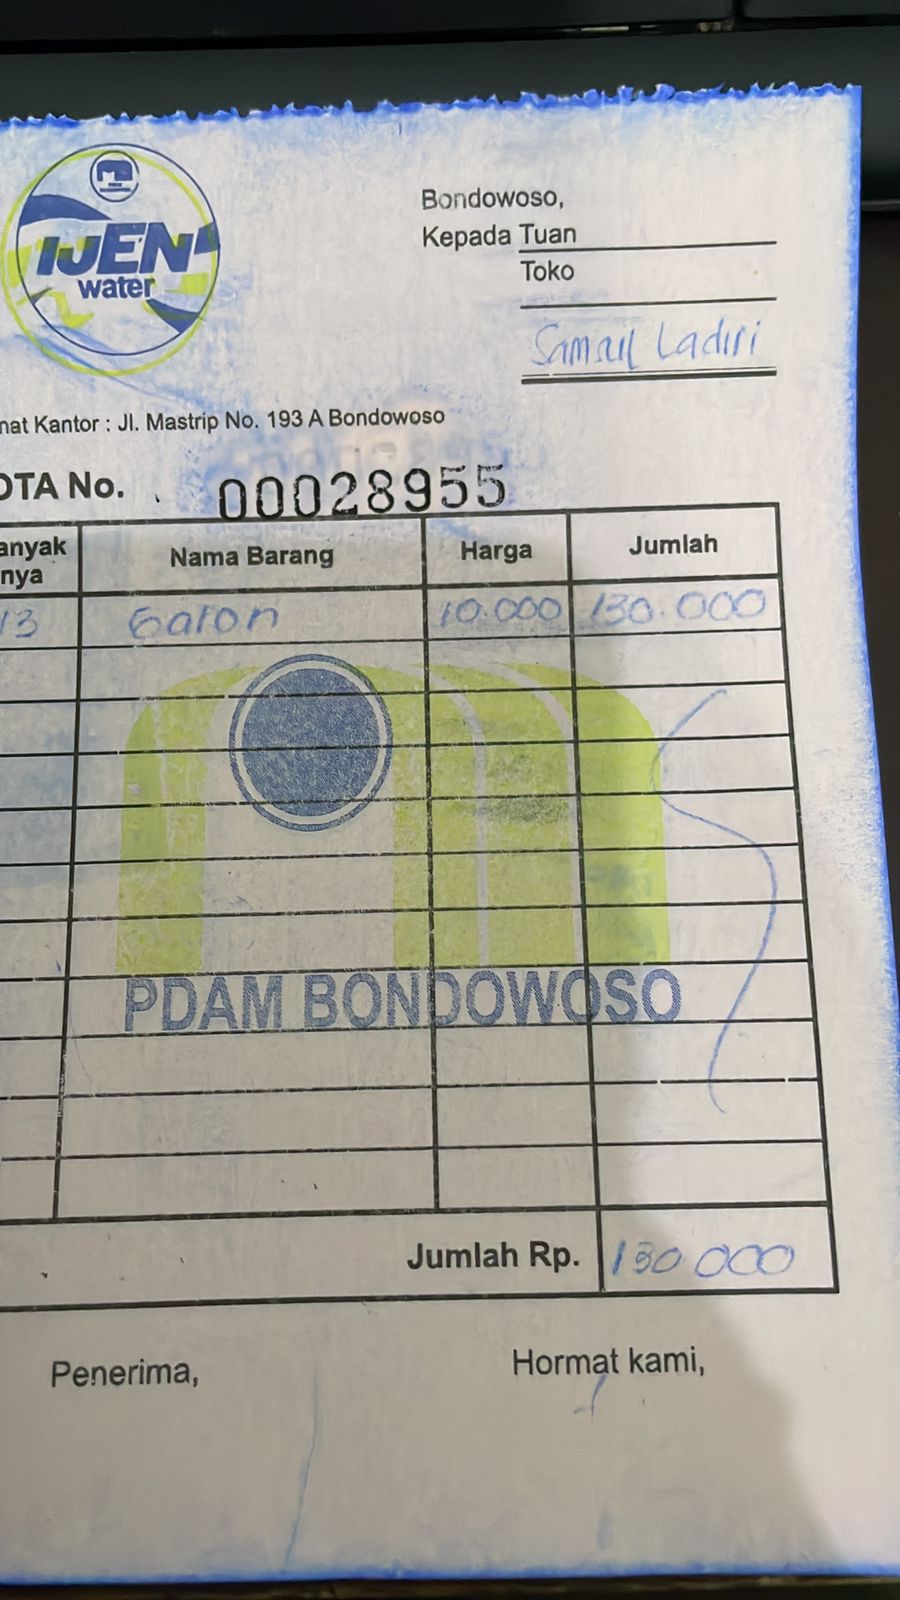 IJEN
water
Bondowoso,
Kepada Tuan
Toko
Samsul Ladiri
mat Kantor : Jl. Mastrip No. 193 A Bondowoso
OTA No. 00028955
anyak
nya
Nama Barang Harga Jumlah
13 Galon 10.000 130.000
PDAM BONDOWOSO
Jumlah Rp. 130.000
Penerima, Hormat kami,